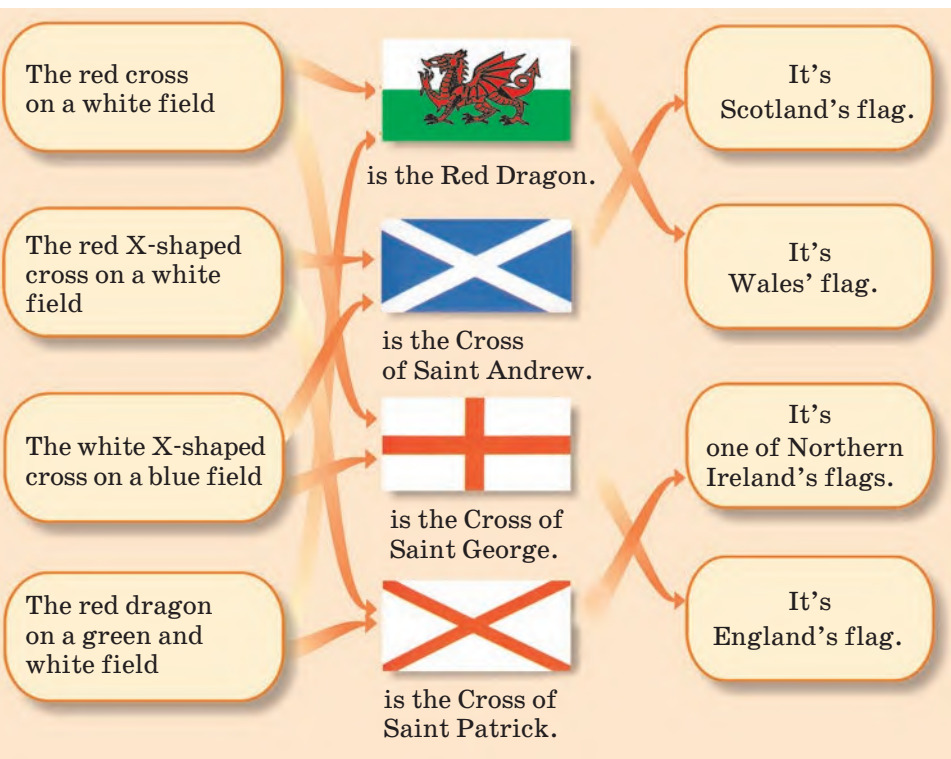 The red cross
on a white field
The red X-shaped
cross on a white
field
The white X-shaped
cross on a blue field
The red dragon
on a green and
white field
is the Red Dragon.
is the Cross
of Saint Andrew.
is the Cross of
Saint George.
is the Cross of
Saint Patrick.
It's
Scotland's flag.
It's
Wales' flag.
It's
one of Northern
Ireland's flags.
It's
England's flag.